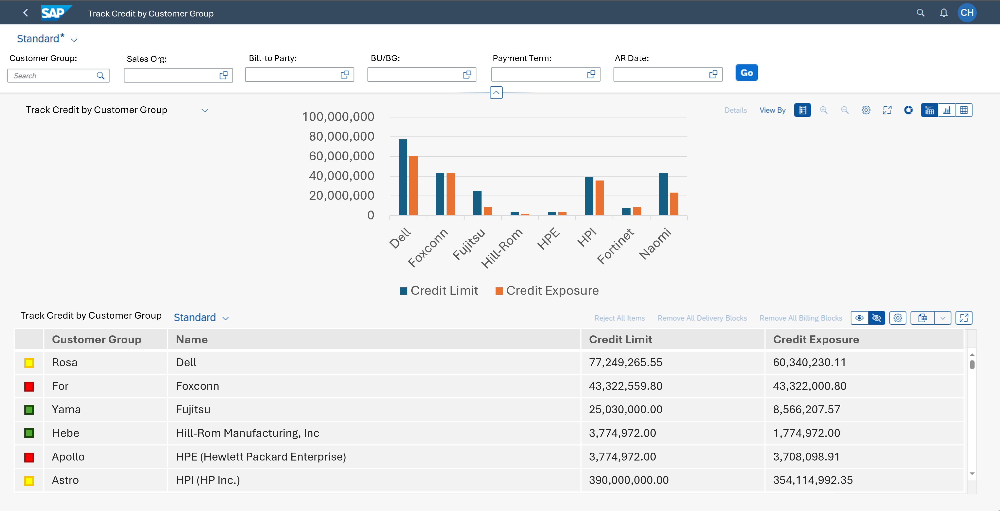 SAP Track Credit by Customer Group CH
Standard*
Customer Group: Sales Org: Bill-to Party: BU/BG: Payment Term: AR Date:
Search Go
Track Credit by Customer Group Details View By
100,000,000
80,000,000
60,000,000
40,000,000
20,000,000
0
Dell Foxconn Fujitsu Hill-Rom HPE HPI Fortinet Naomi
Credit Limit Credit Exposure
Track Credit by Customer Group Standard Reject All Items Remove All Delivery Blocks Remove All Billing Blocks
Customer Group Name Credit Limit Credit Exposure
Rosa Dell 77,249,265.55 60,340,230.11
For Foxconn 43,322,559.80 43,322,000.80
Yama Fujitsu 25,030,000.00 8,566,207.57
Hebe Hill-Rom Manufacturing, Inc 3,774,972.00 1,774,972.00
Apollo HPE (Hewlett Packard Enterprise) 3,774,972.00 3,708,098.91
Astro HPI (HP Inc.) 390,000,000.00 354,114,992.35